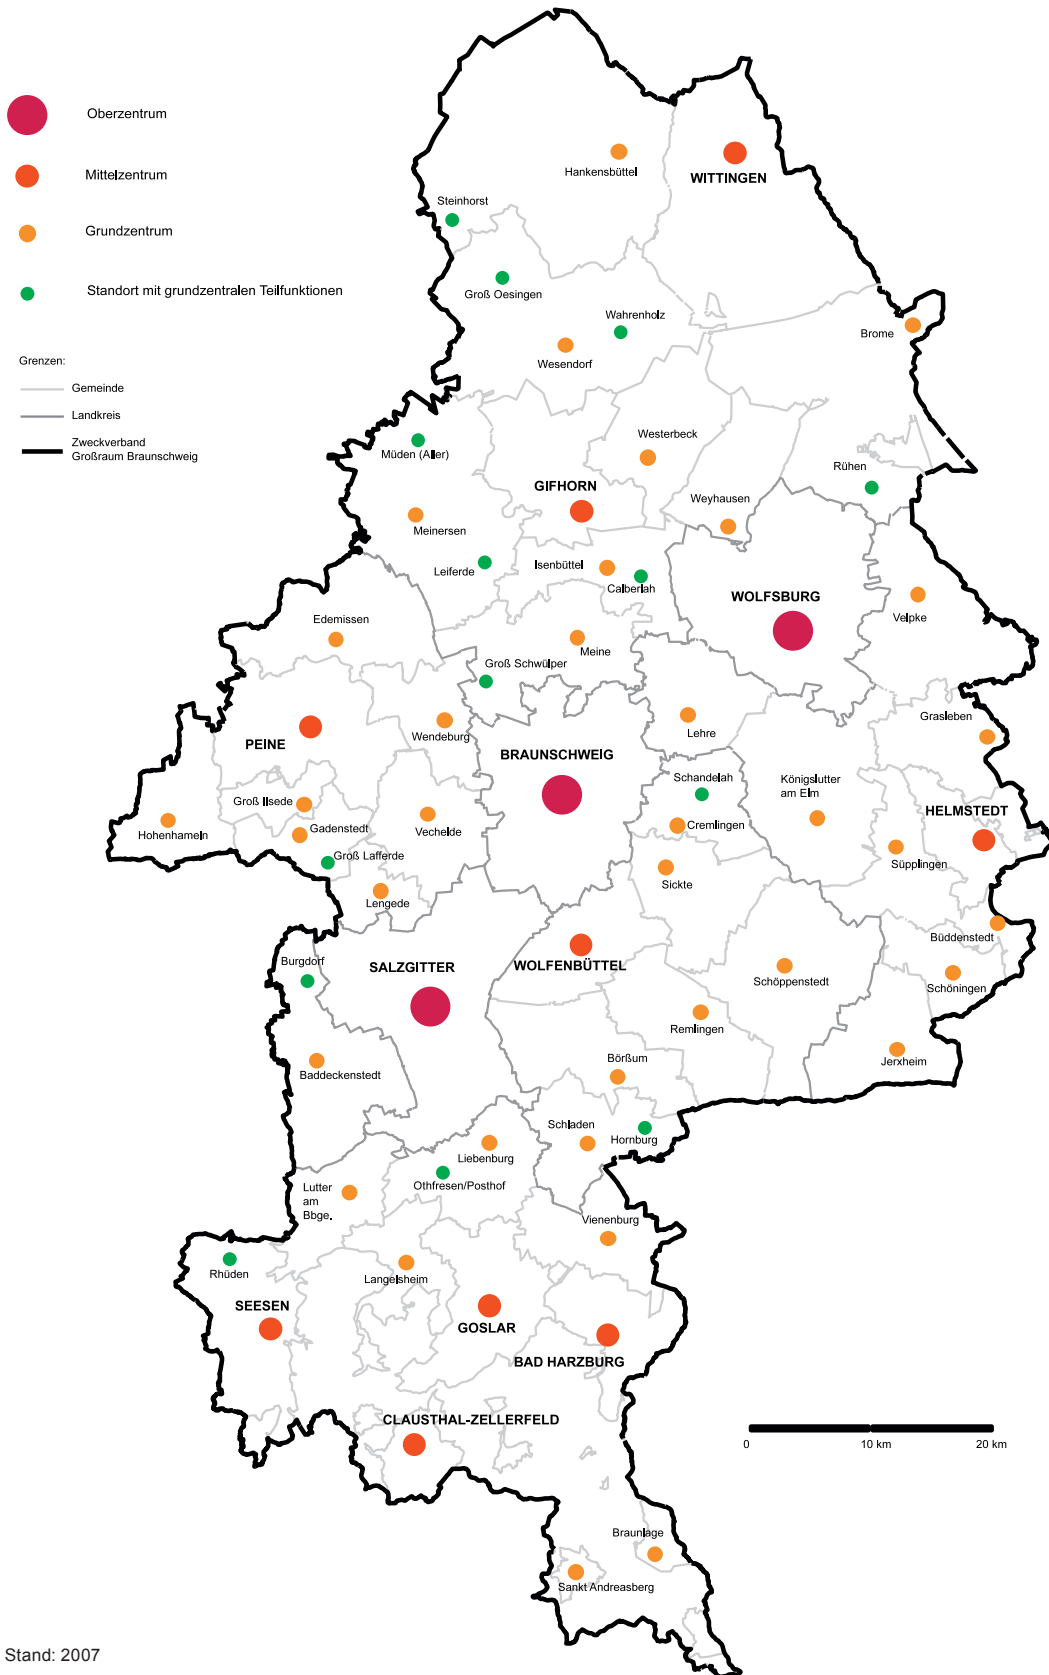 Oberzentrum
Mittelzentrum
Grundzentrum
Standort mit grundzentralen Teilfunktionen
Grenzen:
Gemeinde
Landkreis
Zweckverband
Großraum Braunschweig
Hankensbüttel
WITTINGEN
Steinhorst
Groß Oesingen
Wahrenholz
Brome
Wesendorf
Westerbeck
Müden (Aller)
Rühen
GIFHORN
Weyhausen
Meinersen
Isenbüttel
Leiferde
Calberlah
WOLFSBURG
Velpke
Edemissen
Meine
Groß Schwülper
Grasleben
Wendeburg
Lehre
PEINE
BRAUNSCHWEIG
Schandelah
Königslutter
am Elm
Groß Ilsede
HELMSTEDT
Hohenhameln
Gadenstedt
Vechelde
Cremlingen
Groß Lafferde
Süpplingen
Sickte
Lengede
Büddenstedt
Burgdorf
SALZGITTER
WOLFENBÜTTEL
Schöppenstedt
Schöningen
Remlingen
Börßum
Jerxheim
Baddeckenstedt
Schladen
Hornburg
Liebenburg
Othfresen/Posthof
Lutter
am
Bbge.
Vienenburg
Rhüden
Langelsheim
SEESEN
GOSLAR
BAD HARZBURG
CLAUSTHAL-ZELLERFELD
0 10 km 20 km
Braunlage
Sankt Andreasberg
Stand: 2007